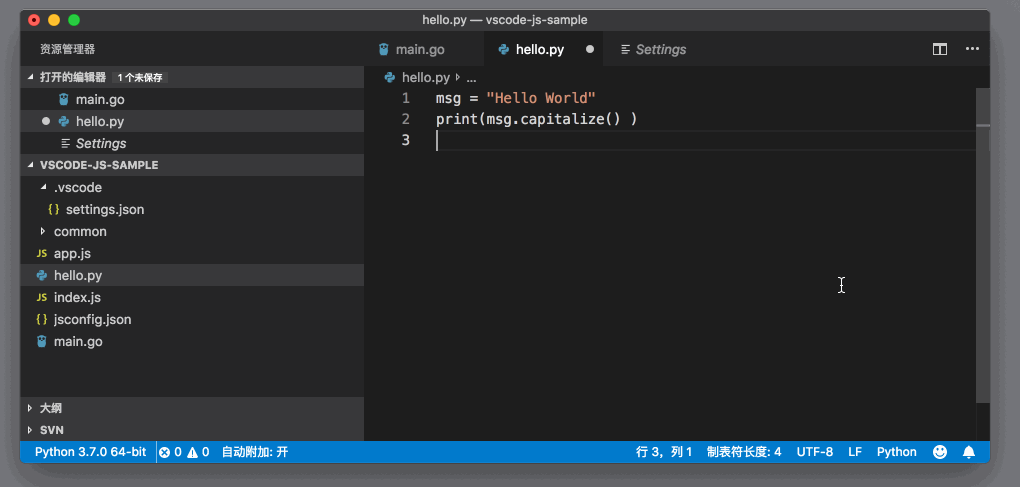 hello.py — vscode-js-sample
资源管理器
打开的编辑器 1 个未保存
main.go
hello.py
Settings
VSCODE-JS-SAMPLE
.vscode
{ } settings.json
common
JS app.js
hello.py
JS index.js
{ } jsconfig.json
main.go
大纲
SVN
main.go hello.py Settings
hello.py ...
1 msg = "Hello World"
2 print(msg.capitalize() )
3
Python 3.7.0 64-bit 0 0 自动附加: 开 行 3，列 1 制表符长度: 4 UTF-8 LF Python